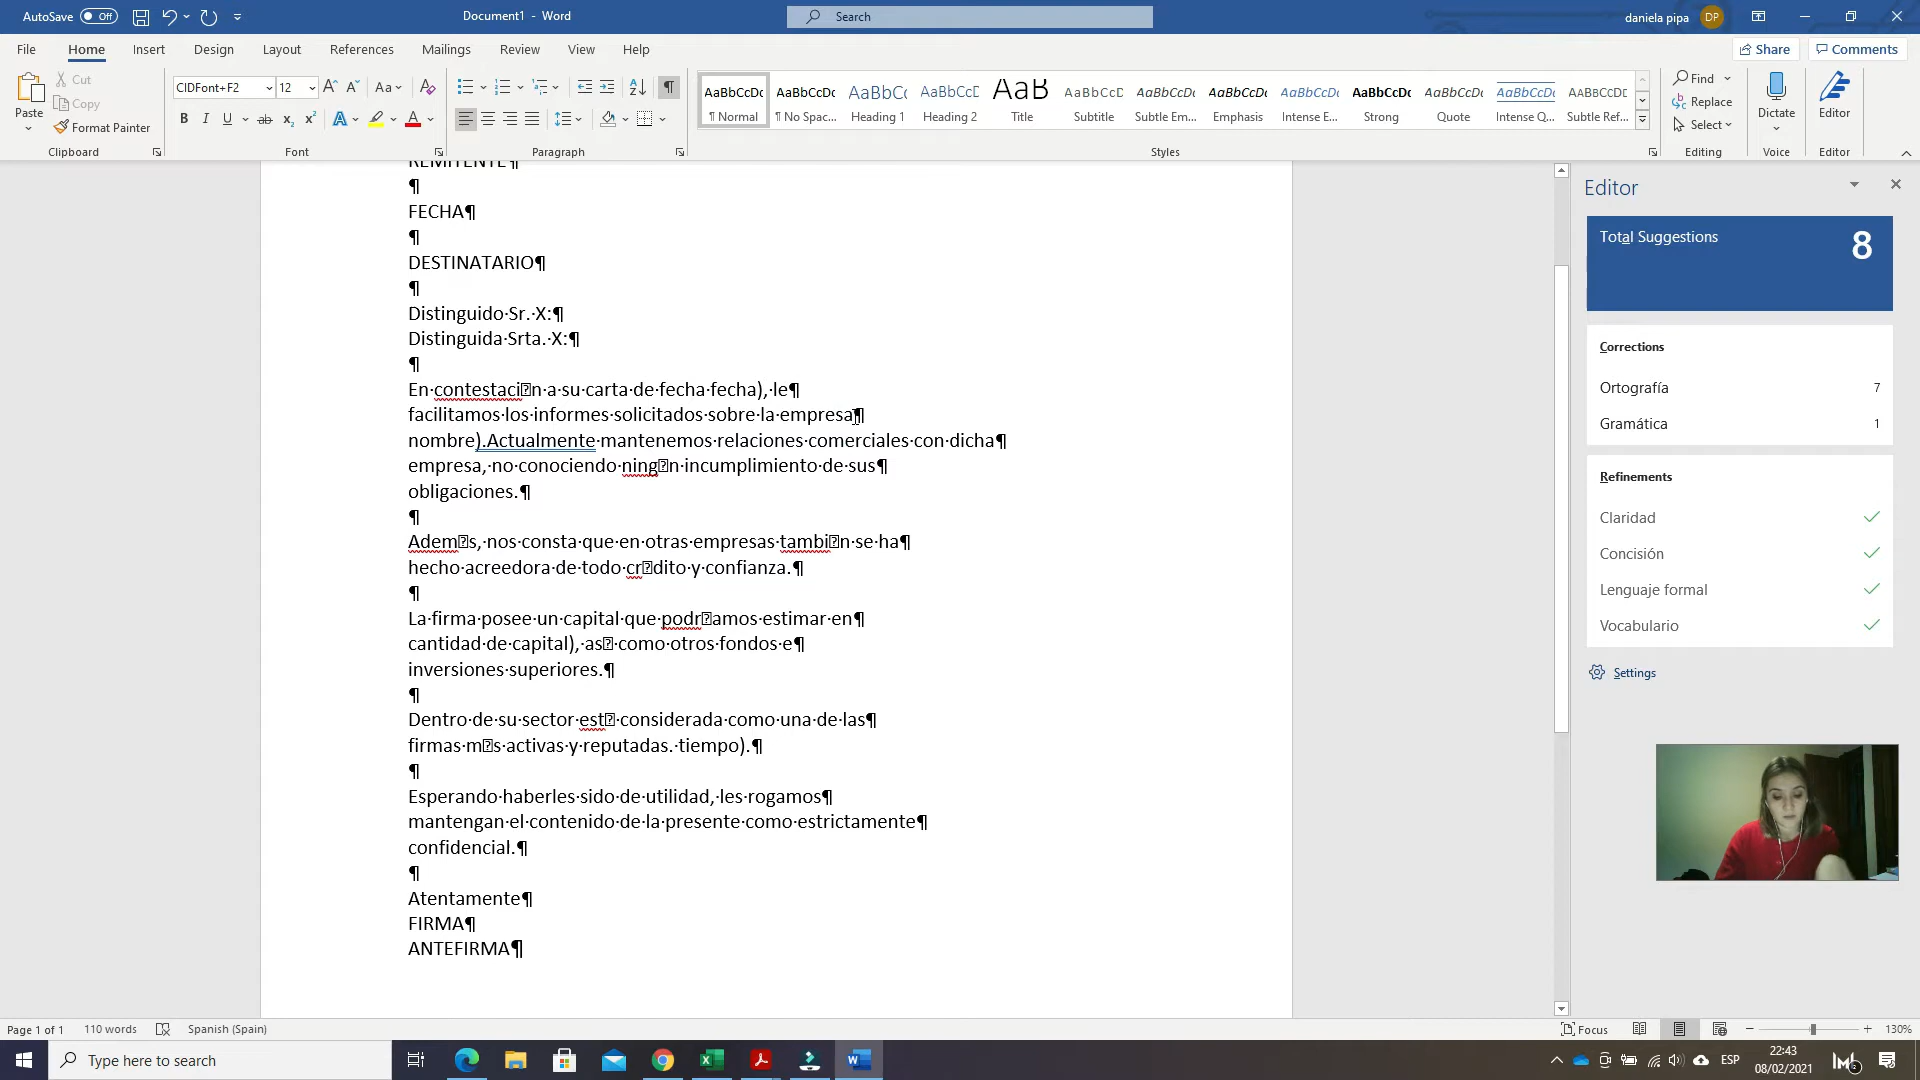 AutoSave Off Document1 - Word Search daniela pipa DP
File Home Insert Design Layout References Mailings Review View Help Share Comments
Cut Copy Paste Format Painter CIDFont+F2 12 Aa
¶
AaBbCcDc AaBbCcDc AaBbCc AaBbCcD AaB AaBbCcD AaBbCcDc AaBbCcDc AaBbCcDc AaBbCcDc AaBbCcDc AaBbCcDc AABBCCDE
¶ Normal ¶ No Spac... Heading 1 Heading 2 Title Subtitle Subtle Em... Emphasis Intense E... Strong Quote Intense Q... Subtle Ref...
Find Replace Select Dictate Editor
Clipboard Font Paragraph Styles Editing Voice Editor
REMITENTE¶
¶
FECHA¶
¶
DESTINATARIO¶
¶
Distinguido·Sr.·X:¶
Distinguida·Srta.·X:¶
¶
En·contestaci⍰n·a·su·carta·de·fecha·fecha),·le¶
facilitamos·los·informes·solicitados·sobre·la·empresa¶
nombre).Actualmente·mantenemos·relaciones·comerciales·con·dicha¶
empresa,·no·conociendo·ning⍰n·incumplimiento·de·sus¶
obligaciones.¶
¶
Adem⍰s,·nos·consta·que·en·otras·empresas·tambi⍰n·se·ha¶
hecho·acreedora·de·todo·cr⍰dito·y·confianza.¶
¶
La·firma·posee·un·capital·que·podr⍰amos·estimar·en¶
cantidad·de·capital),·as⍰·como·otros·fondos·e¶
inversiones·superiores.¶
¶
Dentro·de·su·sector·est⍰·considerada·como·una·de·las¶
firmas·m⍰s·activas·y·reputadas.·tiempo).¶
¶
Esperando·haberles·sido·de·utilidad,·les·rogamos¶
mantengan·el·contenido·de·la·presente·como·estrictamente¶
confidencial.¶
¶
Atentamente¶
FIRMA¶
ANTEFIRMA¶
Editor
Total Suggestions 8
Corrections
Ortografía 7
Gramática 1
Refinements
Claridad
Concisión
Lenguaje formal
Vocabulario
Settings
Page 1 of 1 110 words Spanish (Spain) Focus 130%
Type here to search ESP 22:43
08/02/2021